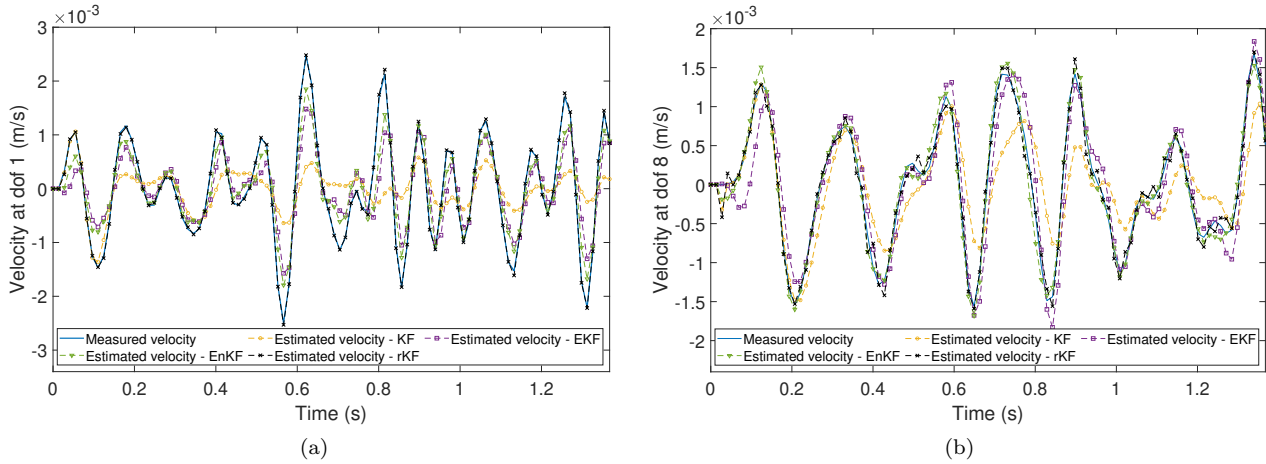 ×10⁻³
3
2
1
0
-1
-2
-3
Velocity at dof 1 (m/s)
Measured velocity
Estimated velocity - KF
Estimated velocity - EKF
Estimated velocity - EnKF
Estimated velocity - rKF
0 0.2 0.4 0.6 0.8 1 1.2
Time (s)
(a)
×10⁻³
2
1.5
1
0.5
0
-0.5
-1
-1.5
-2
Velocity at dof 8 (m/s)
Measured velocity
Estimated velocity - KF
Estimated velocity - EKF
Estimated velocity - EnKF
Estimated velocity - rKF
0 0.2 0.4 0.6 0.8 1 1.2
Time (s)
(b)